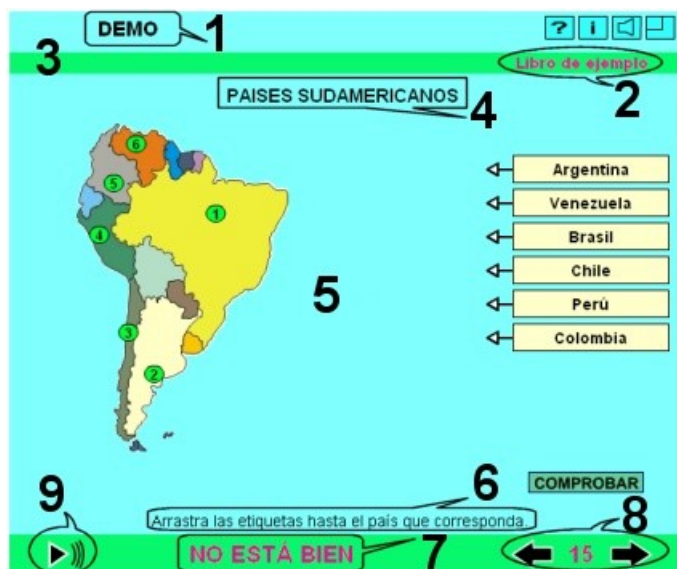 DEMO
1
? i
3
Libro de ejemplo
2
PAISES SUDAMERICANOS
4
6
5
1
4
3
2
Argentina
Venezuela
Brasil
Chile
Perú
Colombia
5
COMPROBAR
6
Arrastra las etiquetas hasta el país que corresponda.
9
8
NO ESTÁ BIEN
7
15